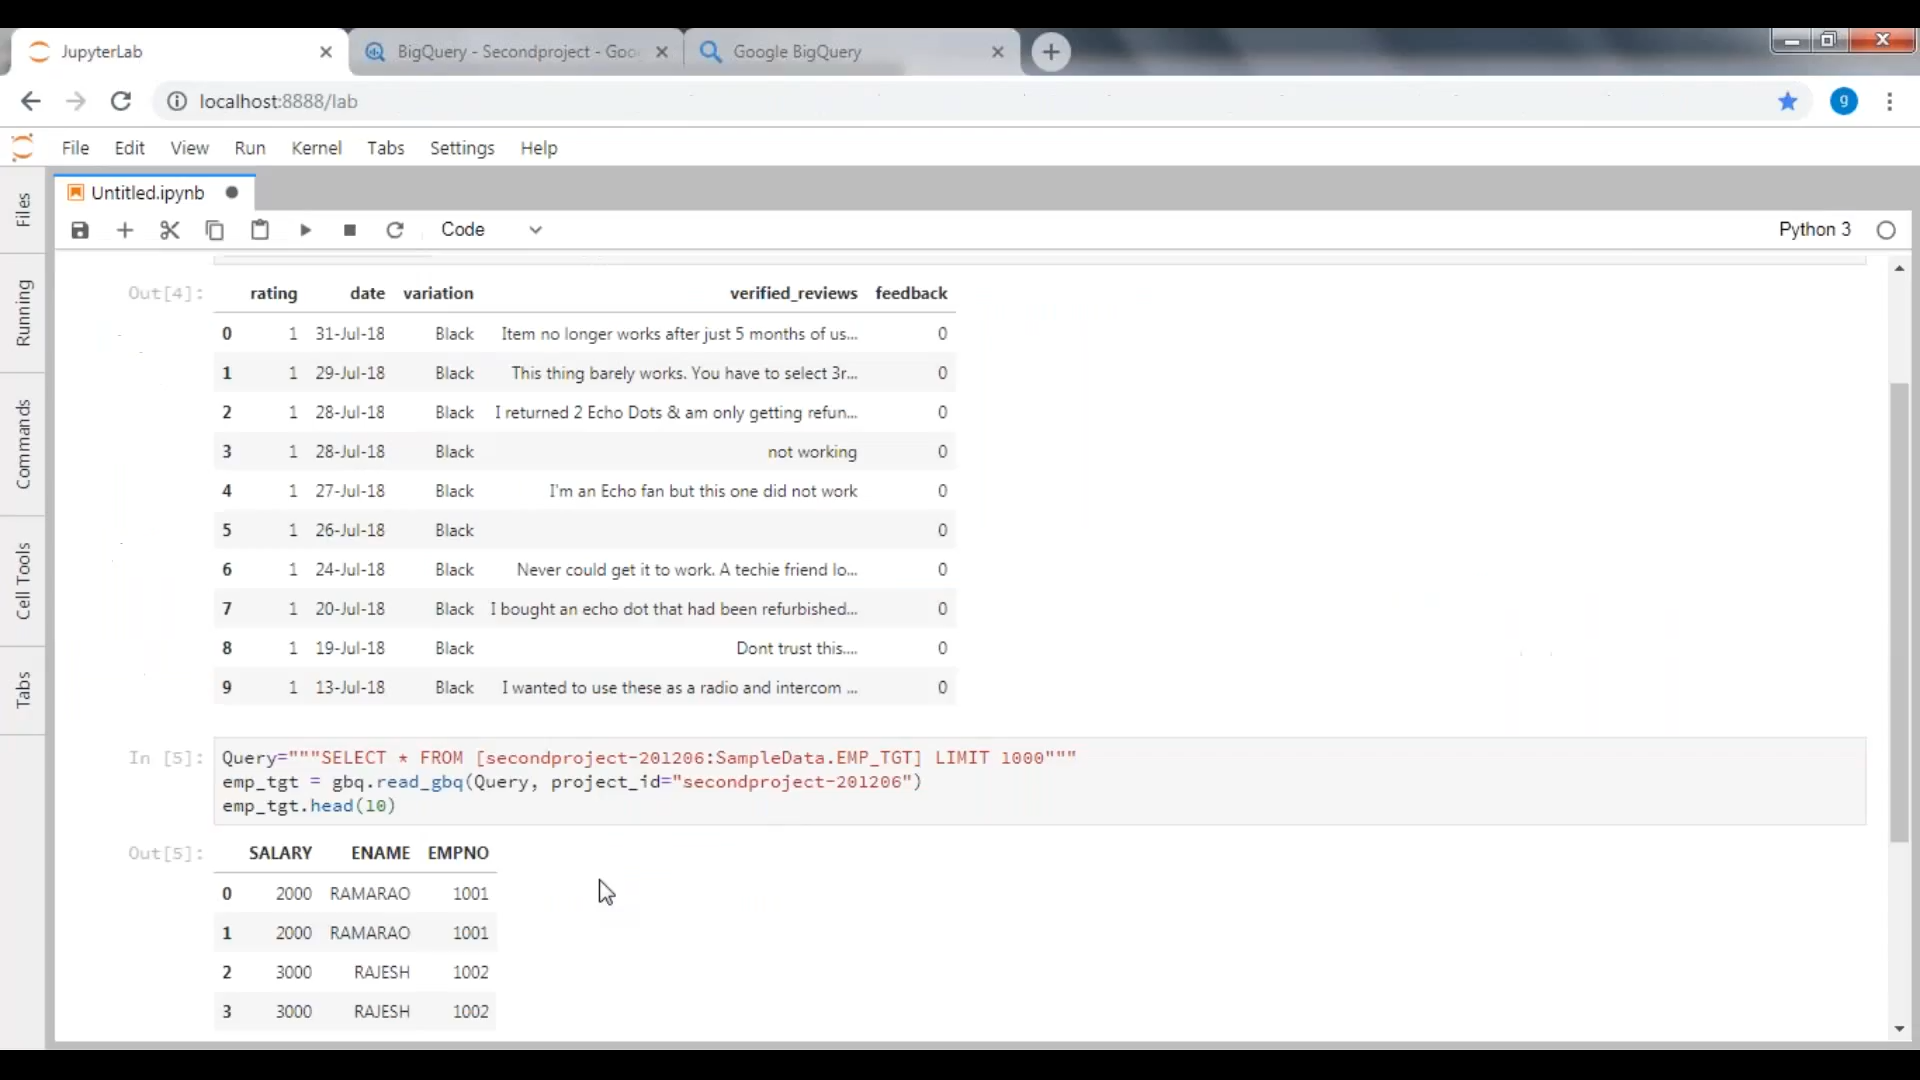 JupyterLab
BigQuery - Secondproject - Goo
Google BigQuery
localhost:8888/lab
g
File Edit View Run Kernel Tabs Settings Help
Untitled.ipynb
Code
Python 3
Files
Running
Commands
Cell Tools
Tabs
Out[4]:
rating date variation verified_reviews feedback
0 1 31-Jul-18 Black Item no longer works after just 5 months of us... 0
1 1 29-Jul-18 Black This thing barely works. You have to select 3r... 0
2 1 28-Jul-18 Black I returned 2 Echo Dots & am only getting refun... 0
3 1 28-Jul-18 Black not working 0
4 1 27-Jul-18 Black I'm an Echo fan but this one did not work 0
5 1 26-Jul-18 Black 0
6 1 24-Jul-18 Black Never could get it to work. A techie friend lo... 0
7 1 20-Jul-18 Black I bought an echo dot that had been refurbished... 0
8 1 19-Jul-18 Black Dont trust this.... 0
9 1 13-Jul-18 Black I wanted to use these as a radio and intercom ... 0
In [5]:
Query="""SELECT * FROM [secondproject-201206:SampleData.EMP_TGT] LIMIT 1000"""
emp_tgt = gbq.read_gbq(Query, project_id="secondproject-201206")
emp_tgt.head(10)
Out[5]:
SALARY ENAME EMPNO
0 2000 RAMARAO 1001
1 2000 RAMARAO 1001
2 3000 RAJESH 1002
3 3000 RAJESH 1002